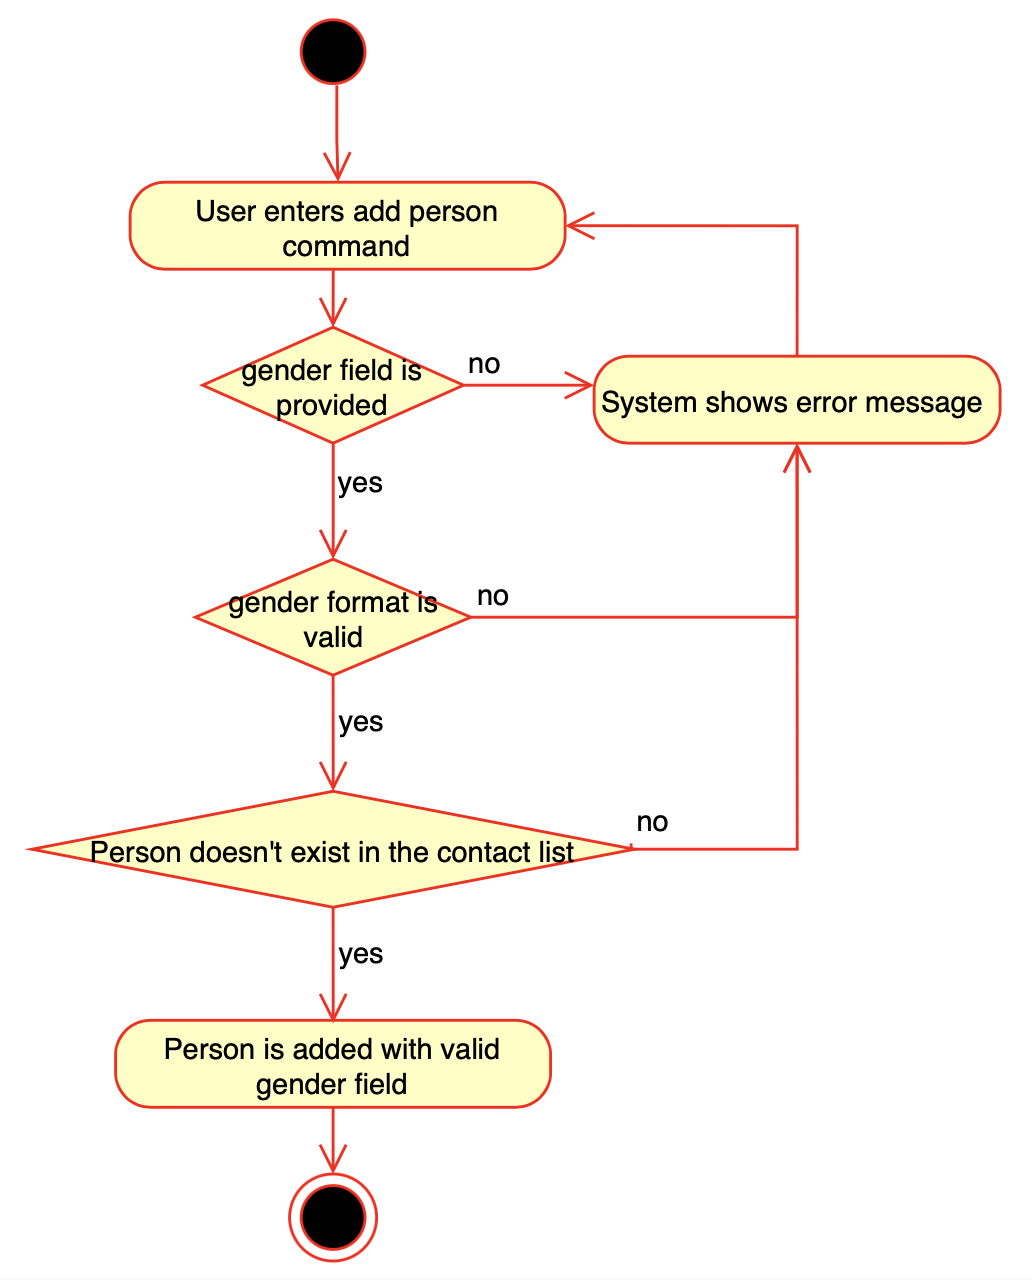 User enters add person
command
gender field is
provided
no
System shows error message
yes
gender format is
valid
no
yes
Person doesn't exist in the contact list
no
yes
Person is added with valid
gender field